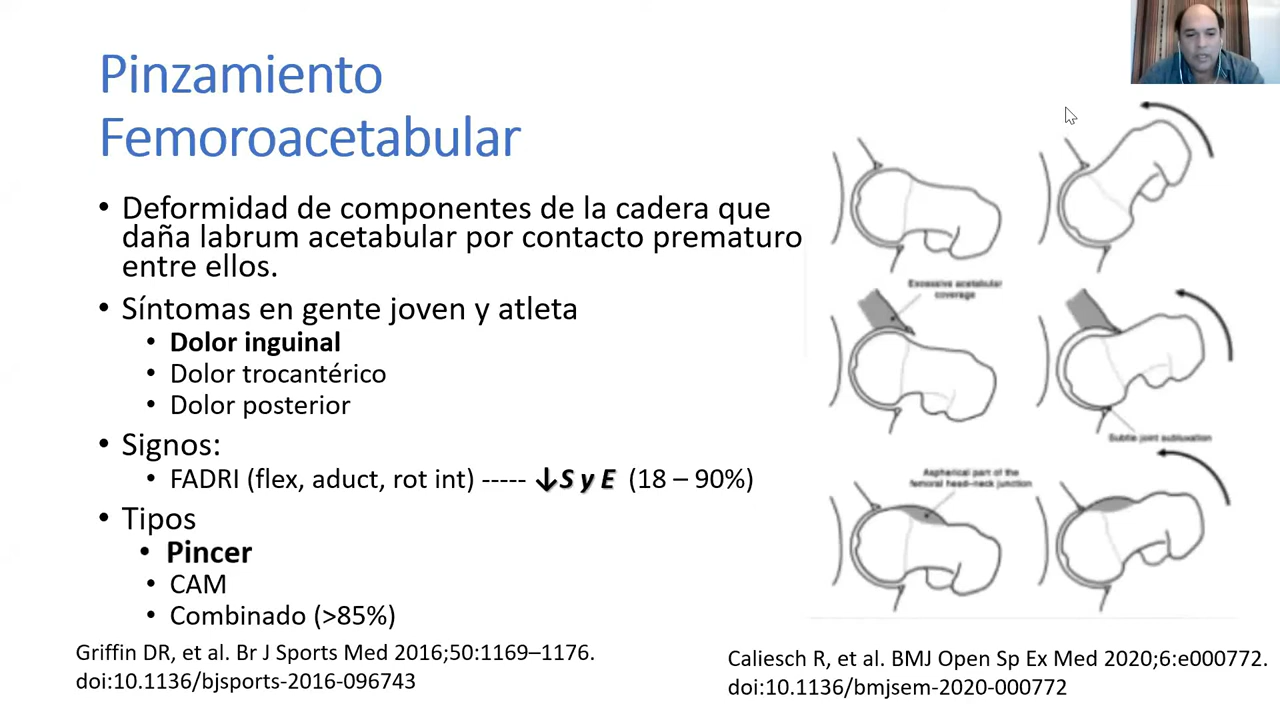 Pinzamiento
Femoroacetabular
• Deformidad de componentes de la cadera que
daña labrum acetabular por contacto prematuro
entre ellos.
• Síntomas en gente joven y atleta
• Dolor inguinal
• Dolor trocantérico
• Dolor posterior
• Signos:
• FADRI (flex, aduct, rot int) ----- ↓S y E (18 – 90%)
• Tipos
• Pincer
• CAM
• Combinado (>85%)
Griffin DR, et al. Br J Sports Med 2016;50:1169–1176.
doi:10.1136/bjsports-2016-096743
Excessive acetabular
coverage
Subtle joint subluxation
Aspherical part of the
femoral head–neck junction
Caliesch R, et al. BMJ Open Sp Ex Med 2020;6:e000772.
doi:10.1136/bmjsem-2020-000772